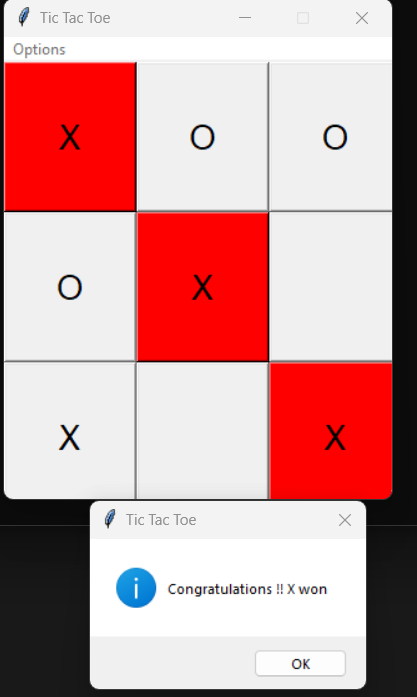 Tic Tac Toe
Options
X O O
O X
X X
Tic Tac Toe
Congratulations !! X won
OK